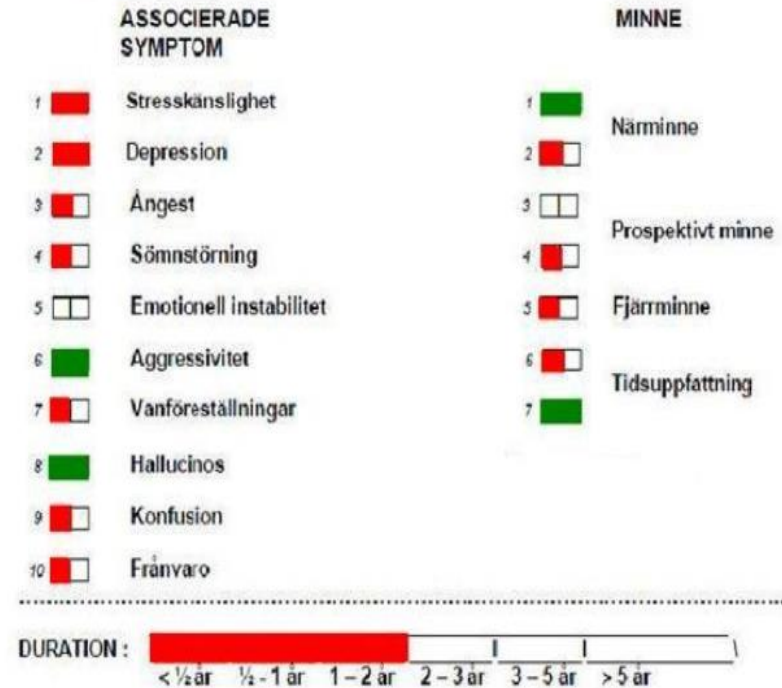 ASSOCIERADE
SYMPTOM
1 Stresskänslighet
2 Depression
3 Ångest
4 Sömnstörning
5 Emotionell instabilitet
6 Aggressivitet
7 Vanföreställningar
8 Hallucinos
9 Konfusion
10 Frånvaro
MINNE
1
Närminne
2
3
Prospektivt minne
4
5 Fjärrminne
6
Tidsuppfattning
7
DURATION :
< ½ år ½ - 1 år 1 – 2 år 2 – 3 år 3 – 5 år > 5 år